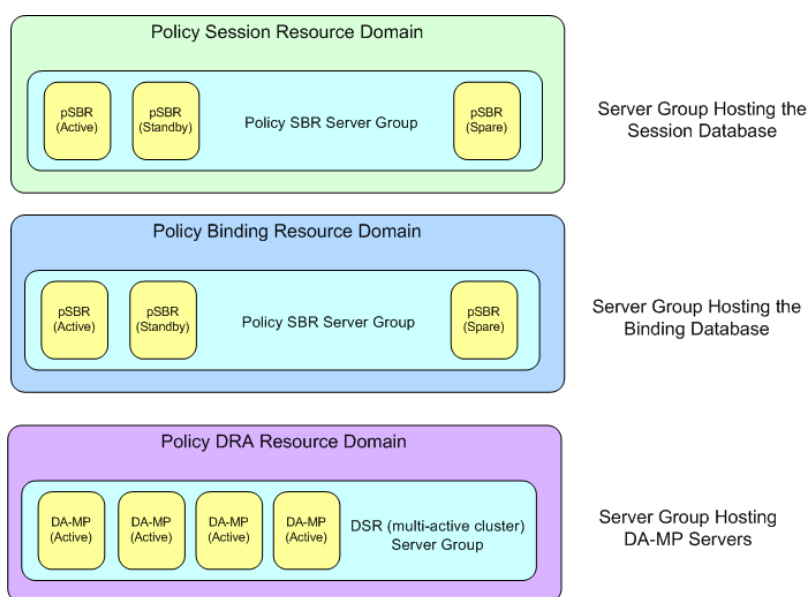 Policy Session Resource Domain
pSBR
(Active)
pSBR
(Standby)
Policy SBR Server Group
pSBR
(Spare)
Server Group Hosting the
Session Database
Policy Binding Resource Domain
pSBR
(Active)
pSBR
(Standby)
Policy SBR Server Group
pSBR
(Spare)
Server Group Hosting the
Binding Database
Policy DRA Resource Domain
DA-MP
(Active)
DA-MP
(Active)
DA-MP
(Active)
DA-MP
(Active)
DSR (multi-active cluster)
Server Group
Server Group Hosting
DA-MP Servers